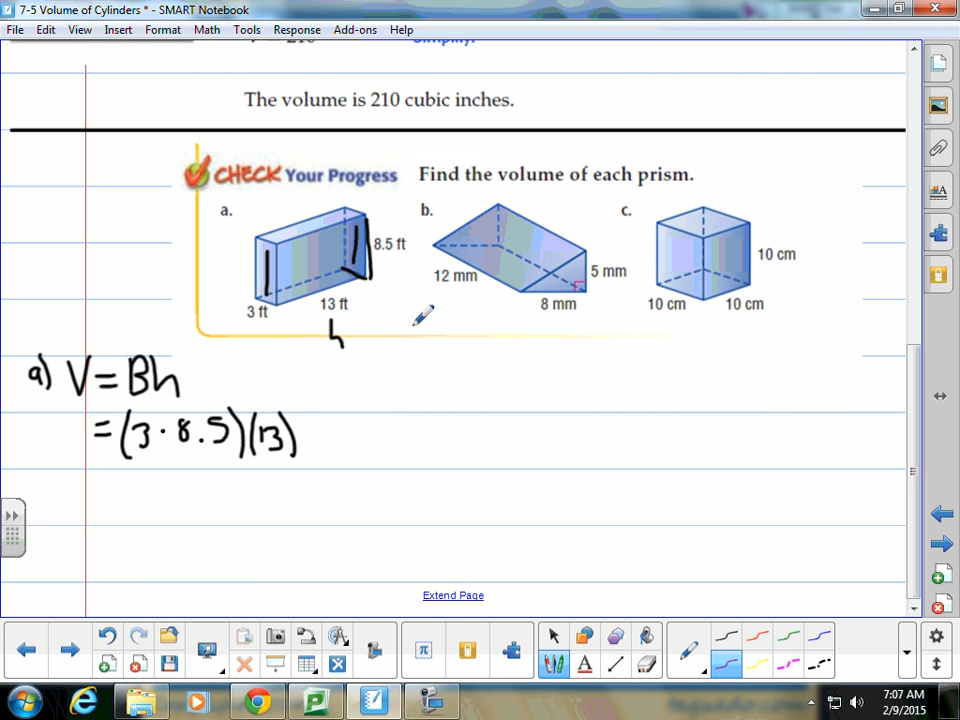 7-5 Volume of Cylinders * - SMART Notebook
File Edit View Insert Format Math Tools Response Add-ons Help
The volume is 210 cubic inches.
CHECK Your Progress Find the volume of each prism.
a. b. c.
8.5 ft
3 ft
13 ft
h
12 mm
5 mm
8 mm
10 cm
10 cm
10 cm
a) V = Bh
= (3 · 8.5)(13)
Extend Page
7:07 AM
2/9/2015